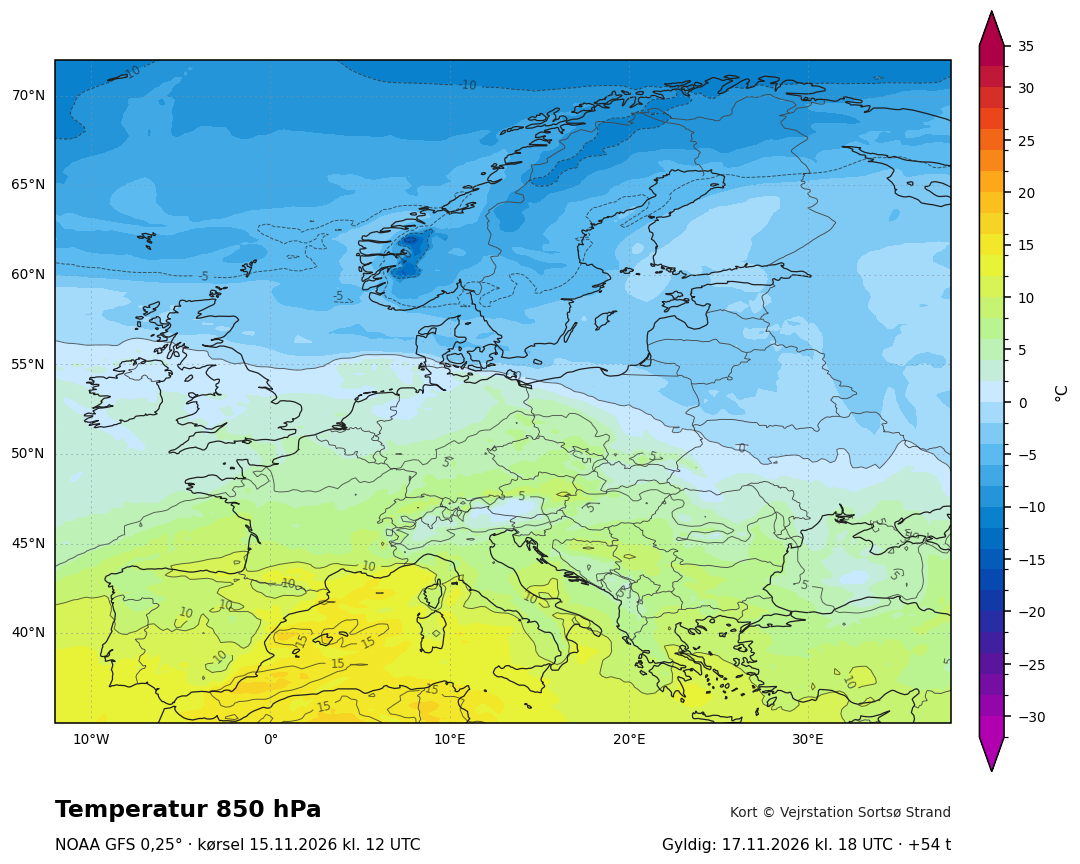 35
30
25
20
15
10
5
0
−5
−10
−15
−20
−25
−30
°C
70°N
65°N
60°N
55°N
50°N
45°N
40°N
10°W
0°
10°E
20°E
30°E
Temperatur 850 hPa
Kort © Vejrstation Sortsø Strand
NOAA GFS 0,25° · kørsel 15.11.2026 kl. 12 UTC
Gyldig: 17.11.2026 kl. 18 UTC · +54 t